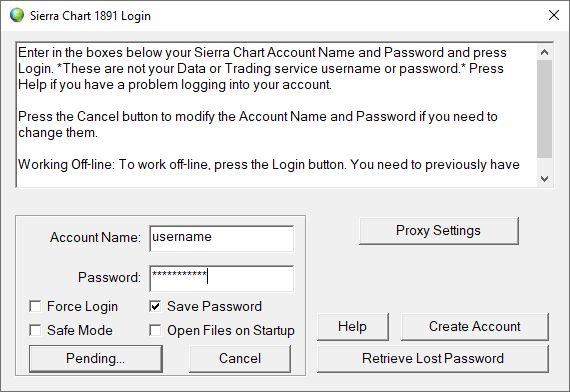 Sierra Chart 1891 Login
Enter in the boxes below your Sierra Chart Account Name and Password and press
Login. *These are not your Data or Trading service username or password.* Press
Help if you have a problem logging into your account.
Press the Cancel button to modify the Account Name and Password if you need to
change them.
Working Off-line: To work off-line, press the Login button. You need to previously have
Account Name: username
Proxy Settings
Password: ***********
Force Login Save Password
Safe Mode Open Files on Startup
Help Create Account
Pending... Cancel
Retrieve Lost Password